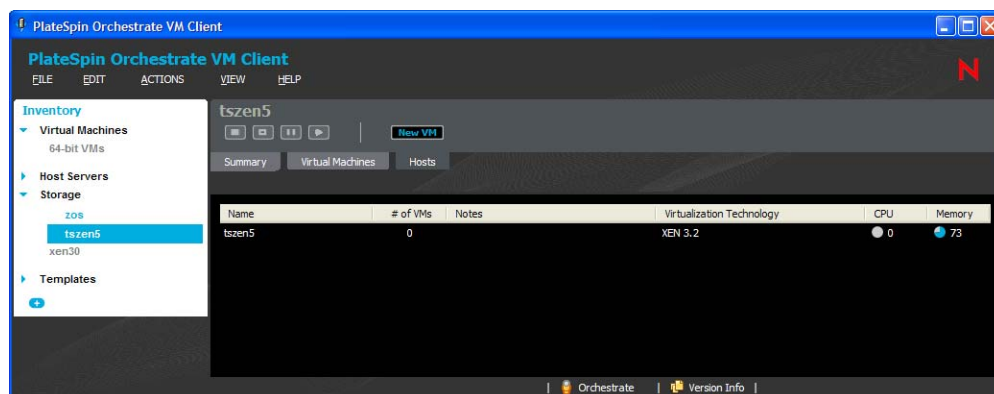 PlateSpin Orchestrate VM Client
PlateSpin Orchestrate VM Client
FILE EDIT ACTIONS VIEW HELP
N
Inventory
Virtual Machines
64-bit VMs
Host Servers
Storage
zos
tszen5
xen30
Templates
tszen5
New VM
Summary Virtual Machines Hosts
Name # of VMs Notes Virtualization Technology CPU Memory
tszen5 0 XEN 3.2 0 73
| Orchestrate | Version Info |